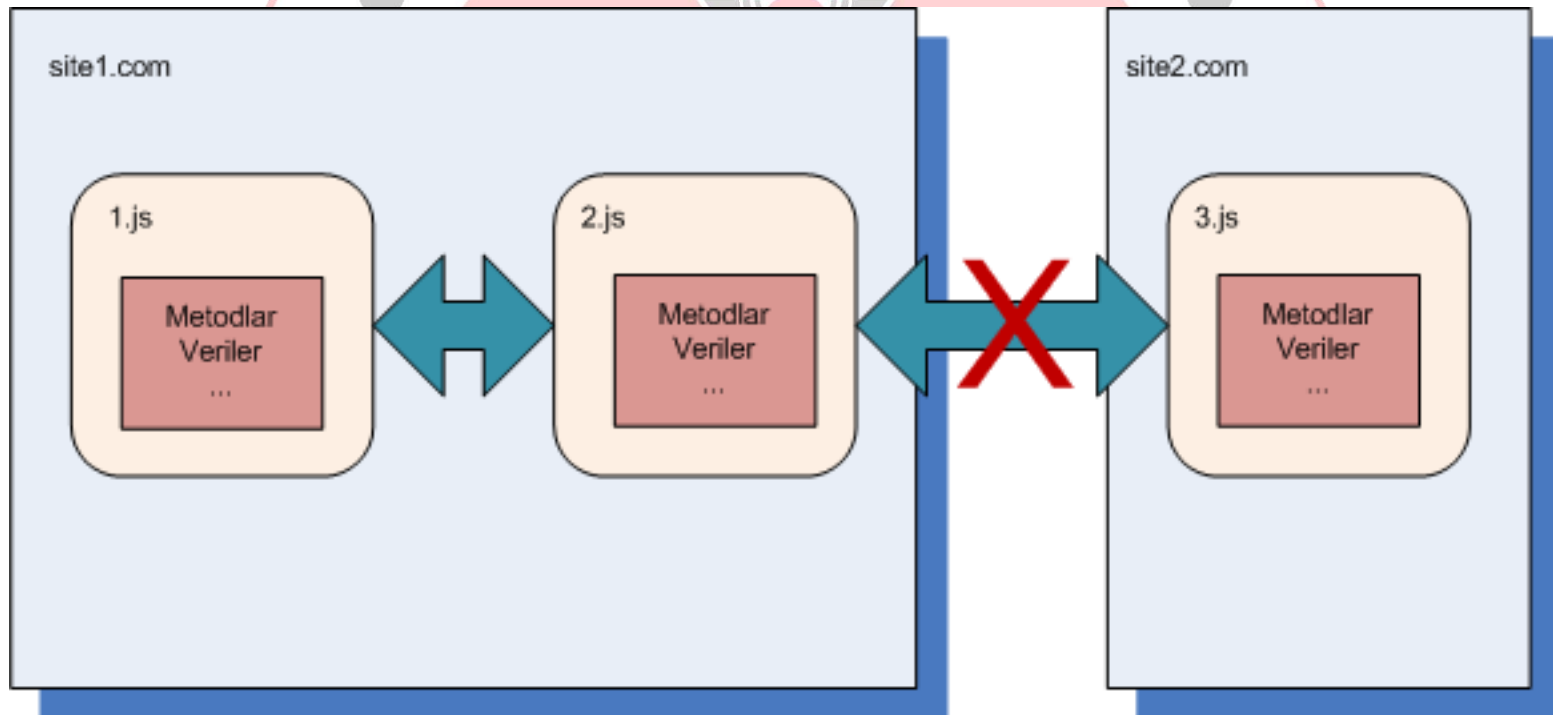 site1.com
1.js
Metodlar
Veriler
...
2.js
Metodlar
Veriler
...
X
site2.com
3.js
Metodlar
Veriler
...